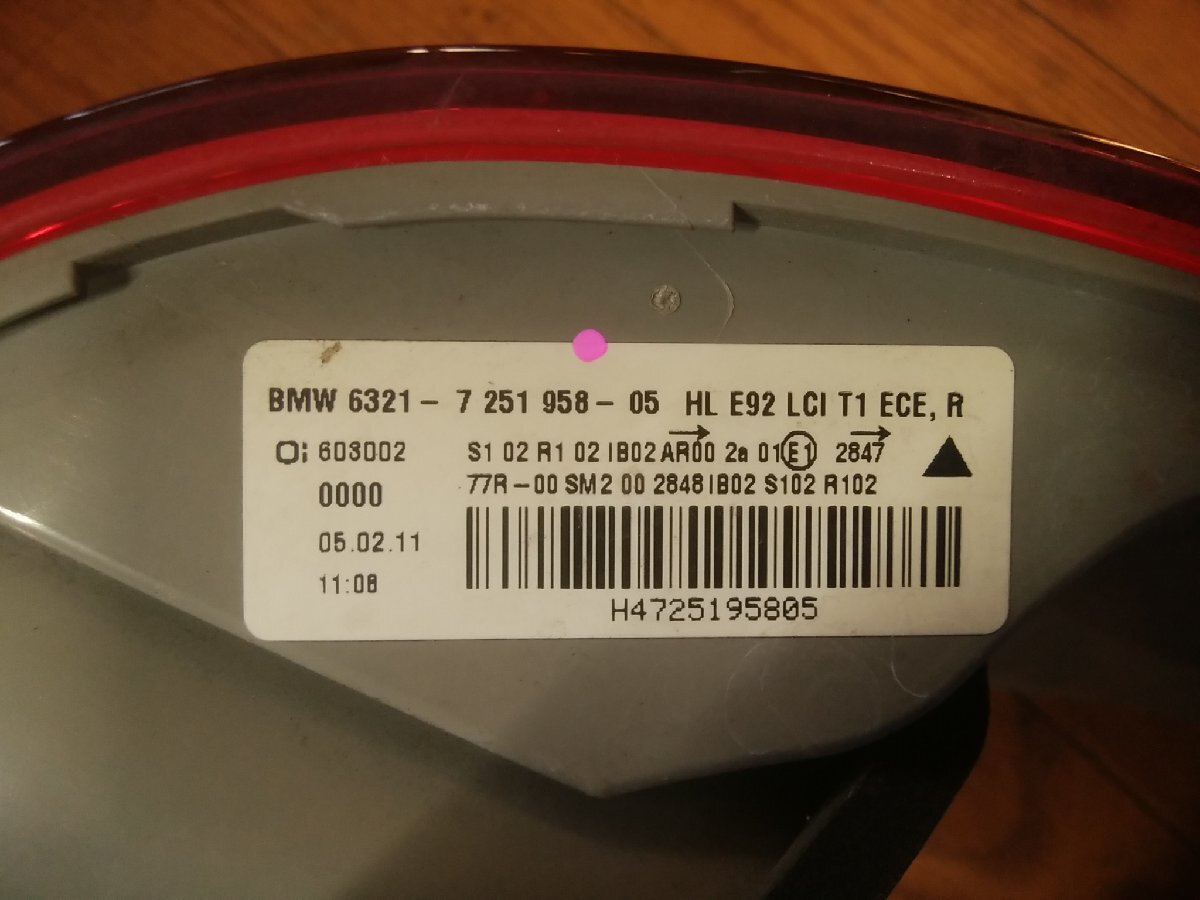 BMW 6321- 7 251 958- 05 HL E92 LCI T1 ECE, R
603002 S1 02 R1 02 IB02 AR00 2a 01 E1 2847
0000 77R-00 SM2 00 2848 IB02 S102 R102
05.02.11
11:08
H4725195805